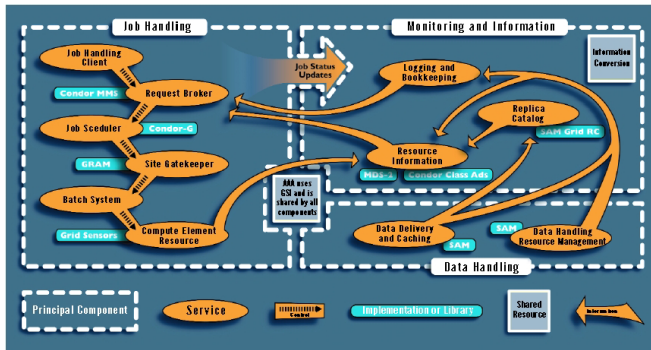 Job Handling
Monitoring and Information
Job Handling
Client
Job Status
Updates
Logging and
Bookkeeping
Information
Conversion
Condor MMS
Request Broker
Replica
Catalog
Job Sceduler
Condor-G
SAM Grid RC
Resource
Information
GRAM
Site Gatekeeper
MDS-2
Condor Class Ads
AAA uses
GSI and is
shared by all
components
Batch System
Grid Sensors
Compute Element
Resource
Data Delivery
and Caching
SAM
SAM
Data Handling
Resource Management
Data Handling
Principal Component
Service
Control
Implementation or Library
Shared
Resource
Information